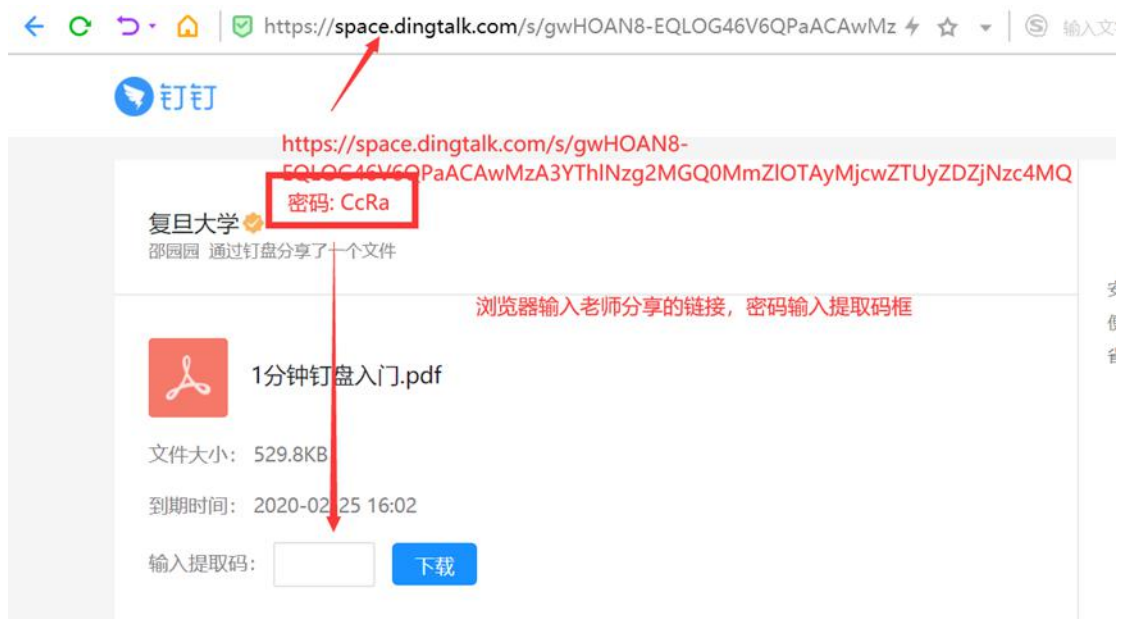 https://space.dingtalk.com/s/gwHOAN8-EQLOG46V6QPaACAwMz
输入文
钉钉
https://space.dingtalk.com/s/gwHOAN8-
EQLOG46V6QPaACAwMzA3YThlNzg2MGQ0MmZlOTAyMjcwZTUyZDZjNzc4MQ
密码: CcRa
复旦大学
邵园园 通过钉盘分享了一个文件
浏览器输入老师分享的链接，密码输入提取码框
1分钟钉盘入门.pdf
文件大小： 529.8KB
到期时间： 2020-02-25 16:02
输入提取码：
下载